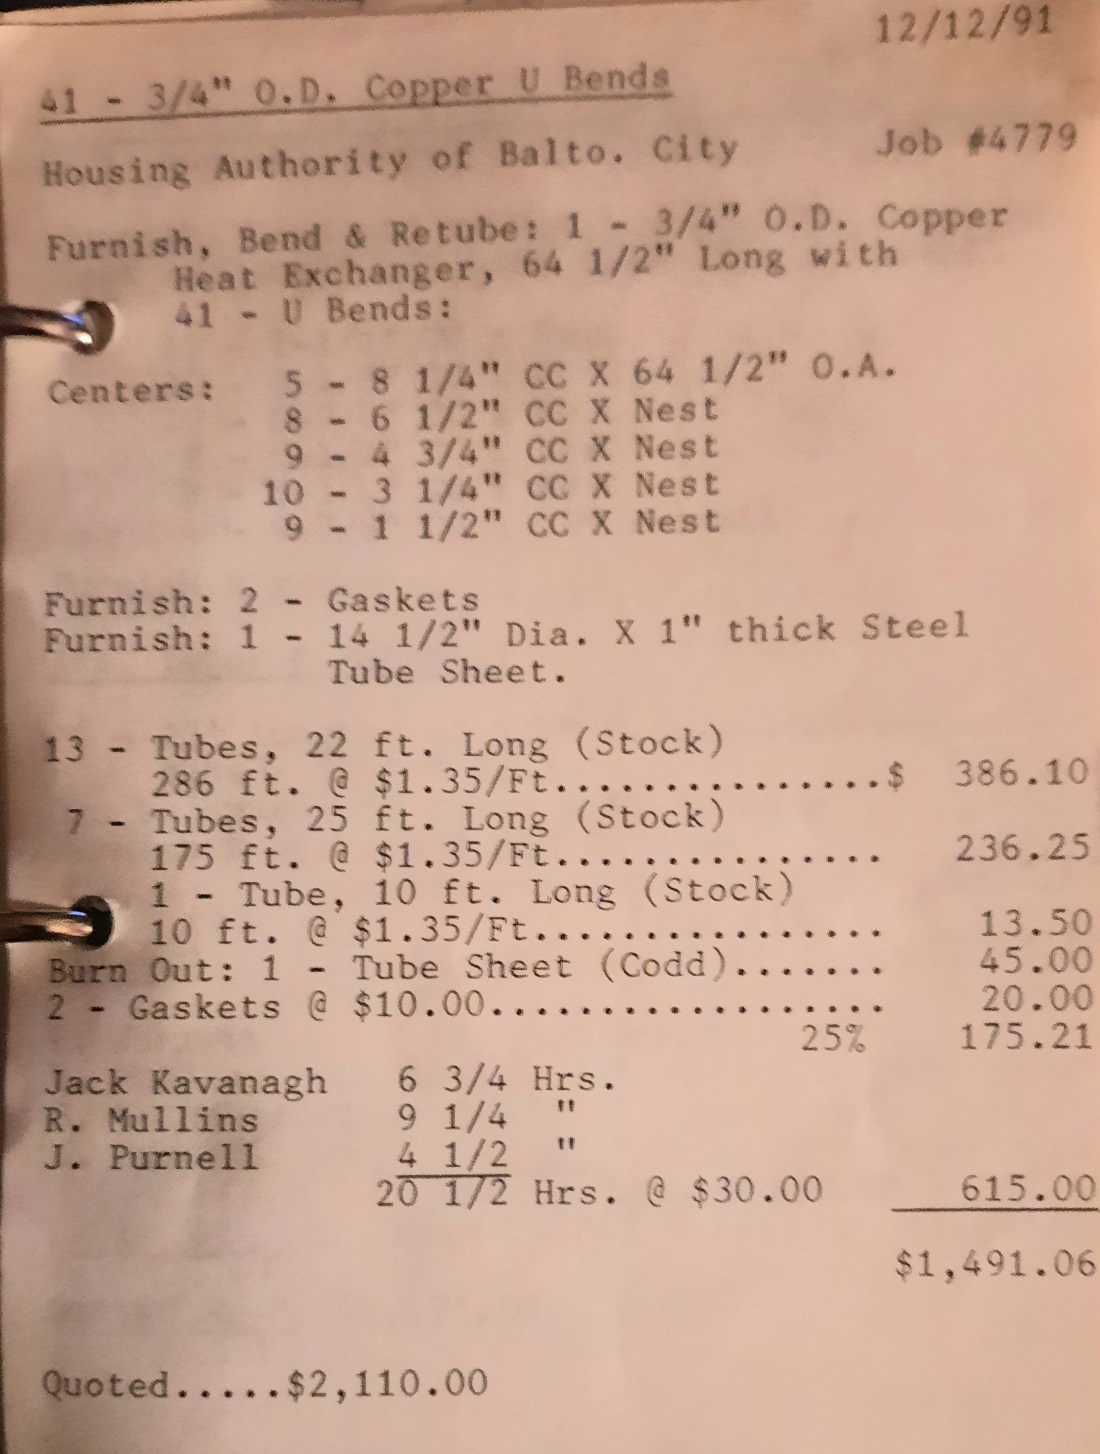 12/12/91
41 - 3/4" O.D. Copper U Bends
Housing Authority of Balto. City Job #4779
Furnish, Bend & Retube: 1 - 3/4" O.D. Copper
Heat Exchanger, 64 1/2" Long with
41 - U Bends:
Centers: 5 - 8 1/4" CC X 64 1/2" O.A.
8 - 6 1/2" CC X Nest
9 - 4 3/4" CC X Nest
10 - 3 1/4" CC X Nest
9 - 1 1/2" CC X Nest
Furnish: 2 - Gaskets
Furnish: 1 - 14 1/2" Dia. X 1" thick Steel
Tube Sheet.
13 - Tubes, 22 ft. Long (Stock)
286 ft. @ $1.35/Ft...............$ 386.10
7 - Tubes, 25 ft. Long (Stock)
175 ft. @ $1.35/Ft............... 236.25
1 - Tube, 10 ft. Long (Stock)
10 ft. @ $1.35/Ft................ 13.50
Burn Out: 1 - Tube Sheet (Codd)....... 45.00
2 - Gaskets @ $10.00.................. 20.00
25% 175.21
Jack Kavanagh 6 3/4 Hrs.
R. Mullins 9 1/4 "
J. Purnell 4 1/2 "
20 1/2 Hrs. @ $30.00 615.00
$1,491.06
Quoted.....$2,110.00